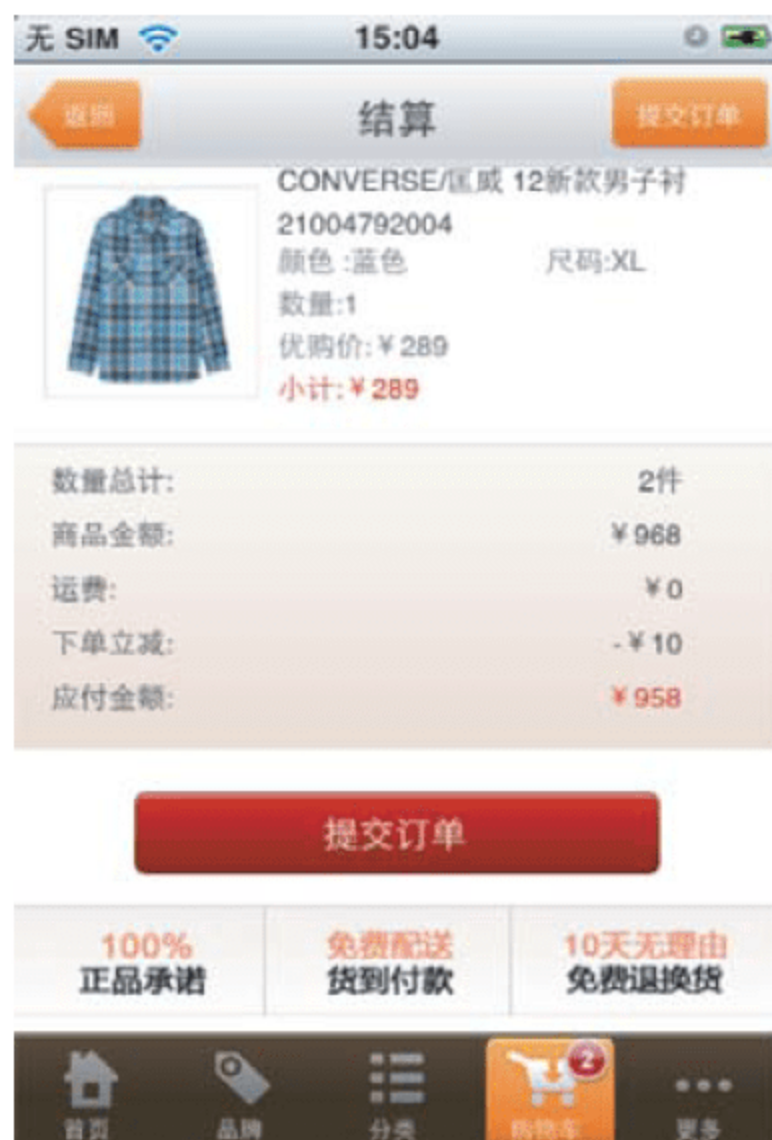 无 SIM 15:04
返回 结算 提交订单
CONVERSE/匡威 12新款男子衬
21004792004
颜色:蓝色 尺码:XL
数量:1
优购价:¥289
小计:¥289
数量总计: 2件
商品金额: ¥968
运费: ¥0
下单立减: -¥10
应付金额: ¥958
提交订单
100% 免费配送 10天无理由
正品承诺 货到付款 免费退换货
2
首页 品牌 分类 购物车 更多